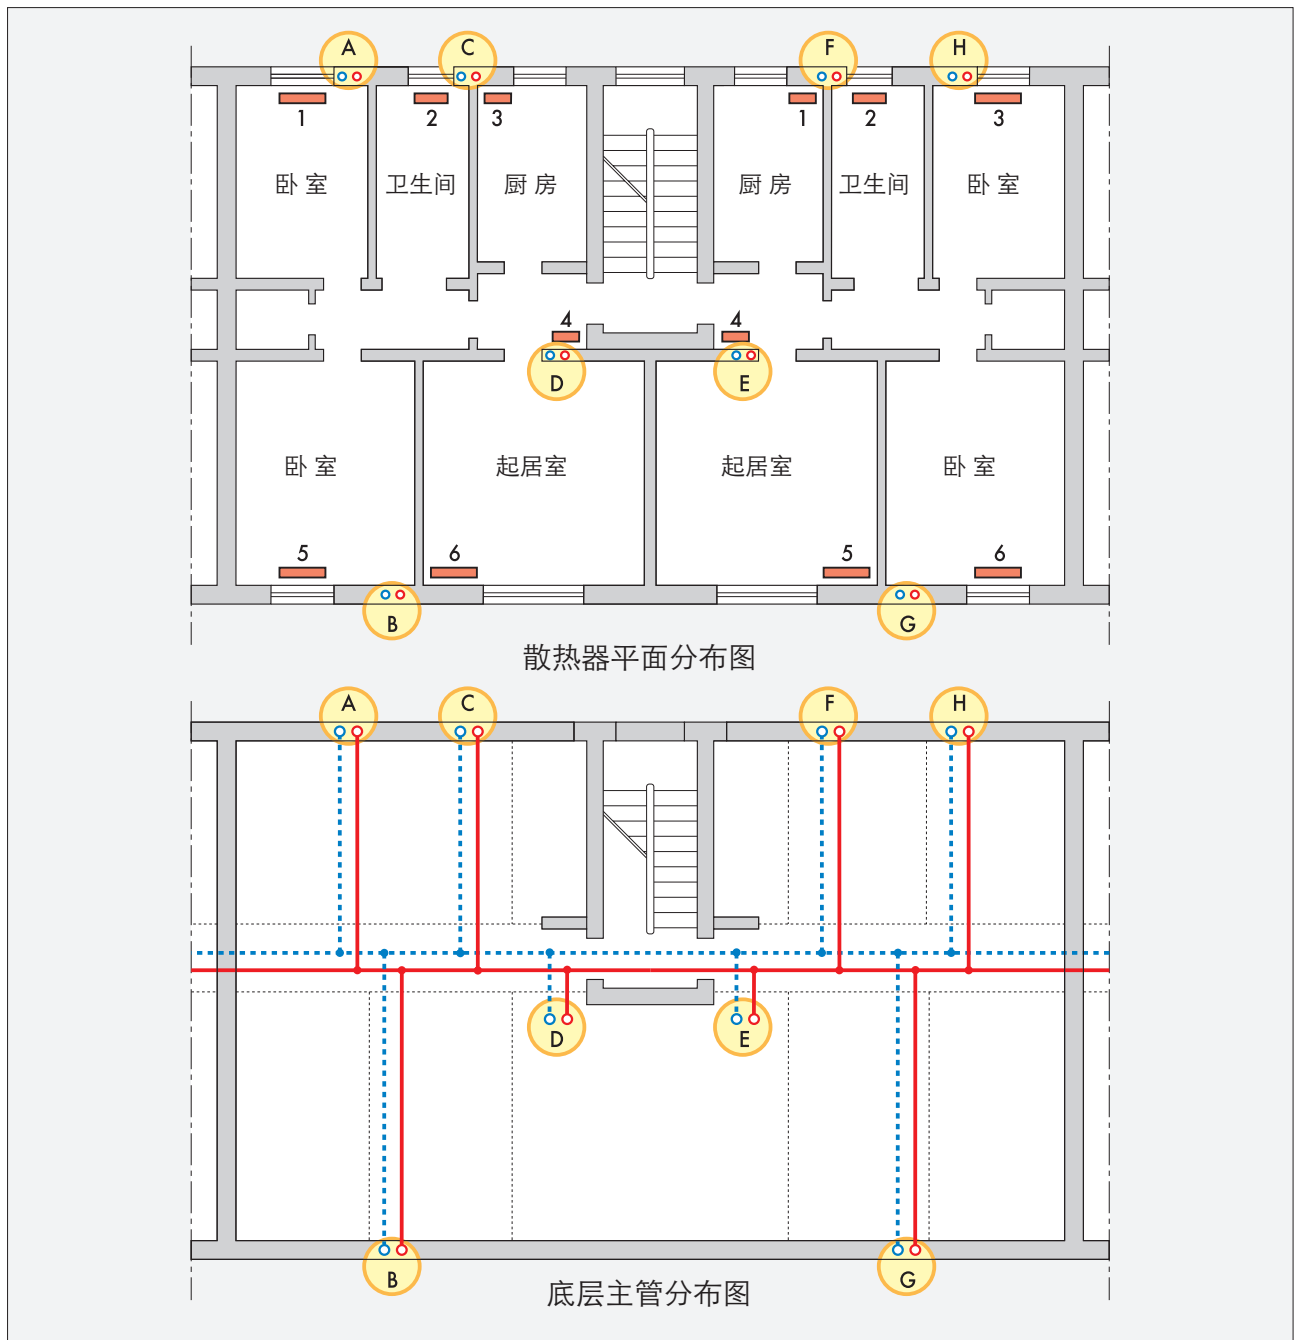 A C F H
1 2 3 1 2 3
卧 室 卫生间 厨 房 厨 房 卫生间 卧 室
4 4
D E
卧 室 起居室 起居室 卧 室
5 6 5 6
B G
散热器平面分布图
A C F H
D E
B G
底层主管分布图